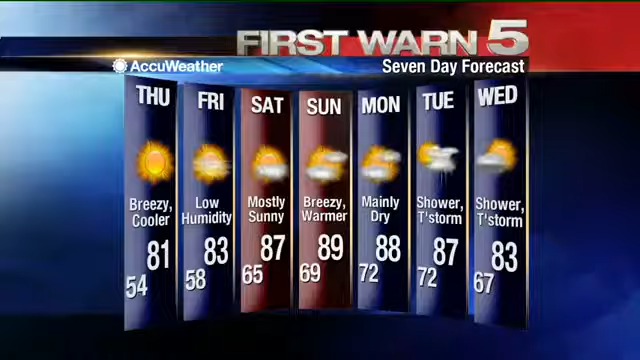 FIRST WARN 5
AccuWeather
Seven Day Forecast
THU
Breezy,
Cooler
81
54
FRI
Low
Humidity
83
58
SAT
Mostly
Sunny
87
65
SUN
Breezy,
Warmer
89
69
MON
Mainly
Dry
88
72
TUE
Shower,
T'storm
87
72
WED
Shower,
T'storm
83
67